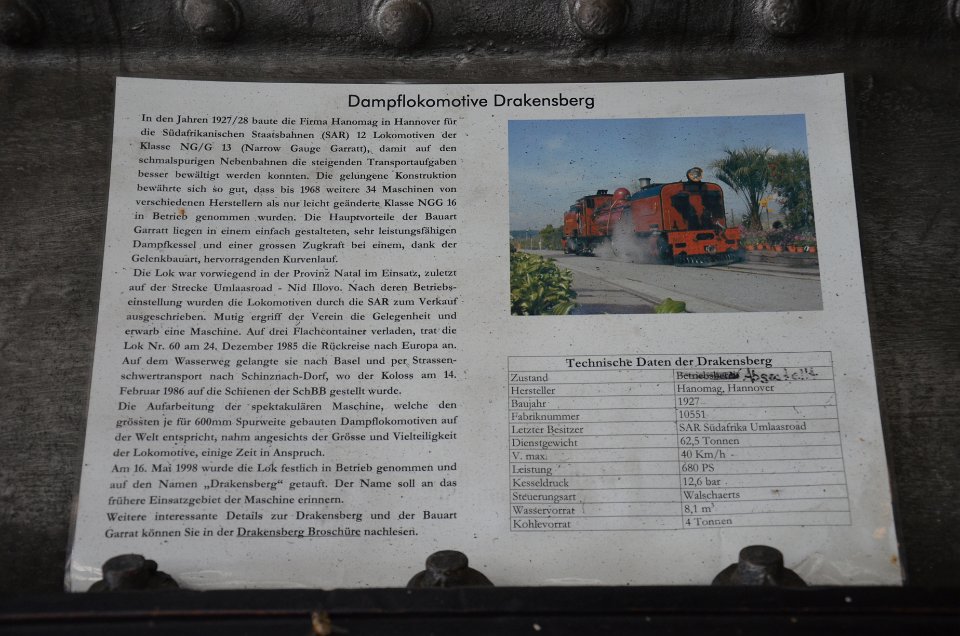 Dampflokomotive Drakensberg
In den Jahren 1927/28 baute die Firma Hanomag in Hannover für
die Südafrikanischen Staatsbahnen (SAR) 12 Lokomotiven der
Klasse NG/G 13 (Narrow Gauge Garratt), damit auf den
schmalspurigen Nebenbahnen die steigenden Transportaufgaben
besser bewältigt werden konnten. Die gelungene Konstruktion
bewährte sich so gut, dass bis 1968 weitere 34 Maschinen von
verschiedenen Herstellern als nur leicht geänderte Klasse NGG 16
in Betrieb genommen wurden. Die Hauptvorteile der Bauart
Garratt liegen in einem einfach gestalteten, sehr leistungsfähigen
Dampfkessel und einer grossen Zugkraft bei einem, dank der
Gelenkbauart, hervorragenden Kurvenlauf.
Die Lok war vorwiegend in der Provinz Natal im Einsatz, zuletzt
auf der Strecke Umlaasroad - Nid Illovo. Nach deren Betriebs-
einstellung wurden die Lokomotiven durch die SAR zum Verkauf
ausgeschrieben. Mutig ergriff der Verein die Gelegenheit und
erwarb eine Maschine. Auf drei Flachcontainer verladen, trat die
Lok Nr. 60 am 24. Dezember 1985 die Rückreise nach Europa an.
Auf dem Wasserweg gelangte sie nach Basel und per Strassen-
schwertransport nach Schinznach-Dorf, wo der Koloss am 14.
Februar 1986 auf die Schienen der SchBB gestellt wurde.
Die Aufarbeitung der spektakulären Maschine, welche den
grössten je für 600mm Spurweite gebauten Dampflokomotiven auf
der Welt entspricht, nahm angesichts der Grösse und Vielteiligkeit
der Lokomotive, einige Zeit in Anspruch.
Am 16. Mai 1998 wurde die Lok festlich in Betrieb genommen und
auf den Namen „Drakensberg“ getauft. Der Name soll an das
frühere Einsatzgebiet der Maschine erinnern.
Weitere interessante Details zur Drakensberg und der Bauart
Garrat können Sie in der Drakensberg Broschüre nachlesen.
Technische Daten der Drakensberg
Zustand Abgestellt
Hersteller Hanomag, Hannover
Baujahr 1927
Fabriknummer 10551
Letzter Besitzer SAR Südafrika Umlaasroad
Dienstgewicht 62,5 Tonnen
V. max. 40 Km/h -
Leistung 680 PS
Kesseldruck 12,6 bar
Steuerungsart Walschaerts
Wasservorrat 8,1 m³
Kohlevorrat 4 Tonnen